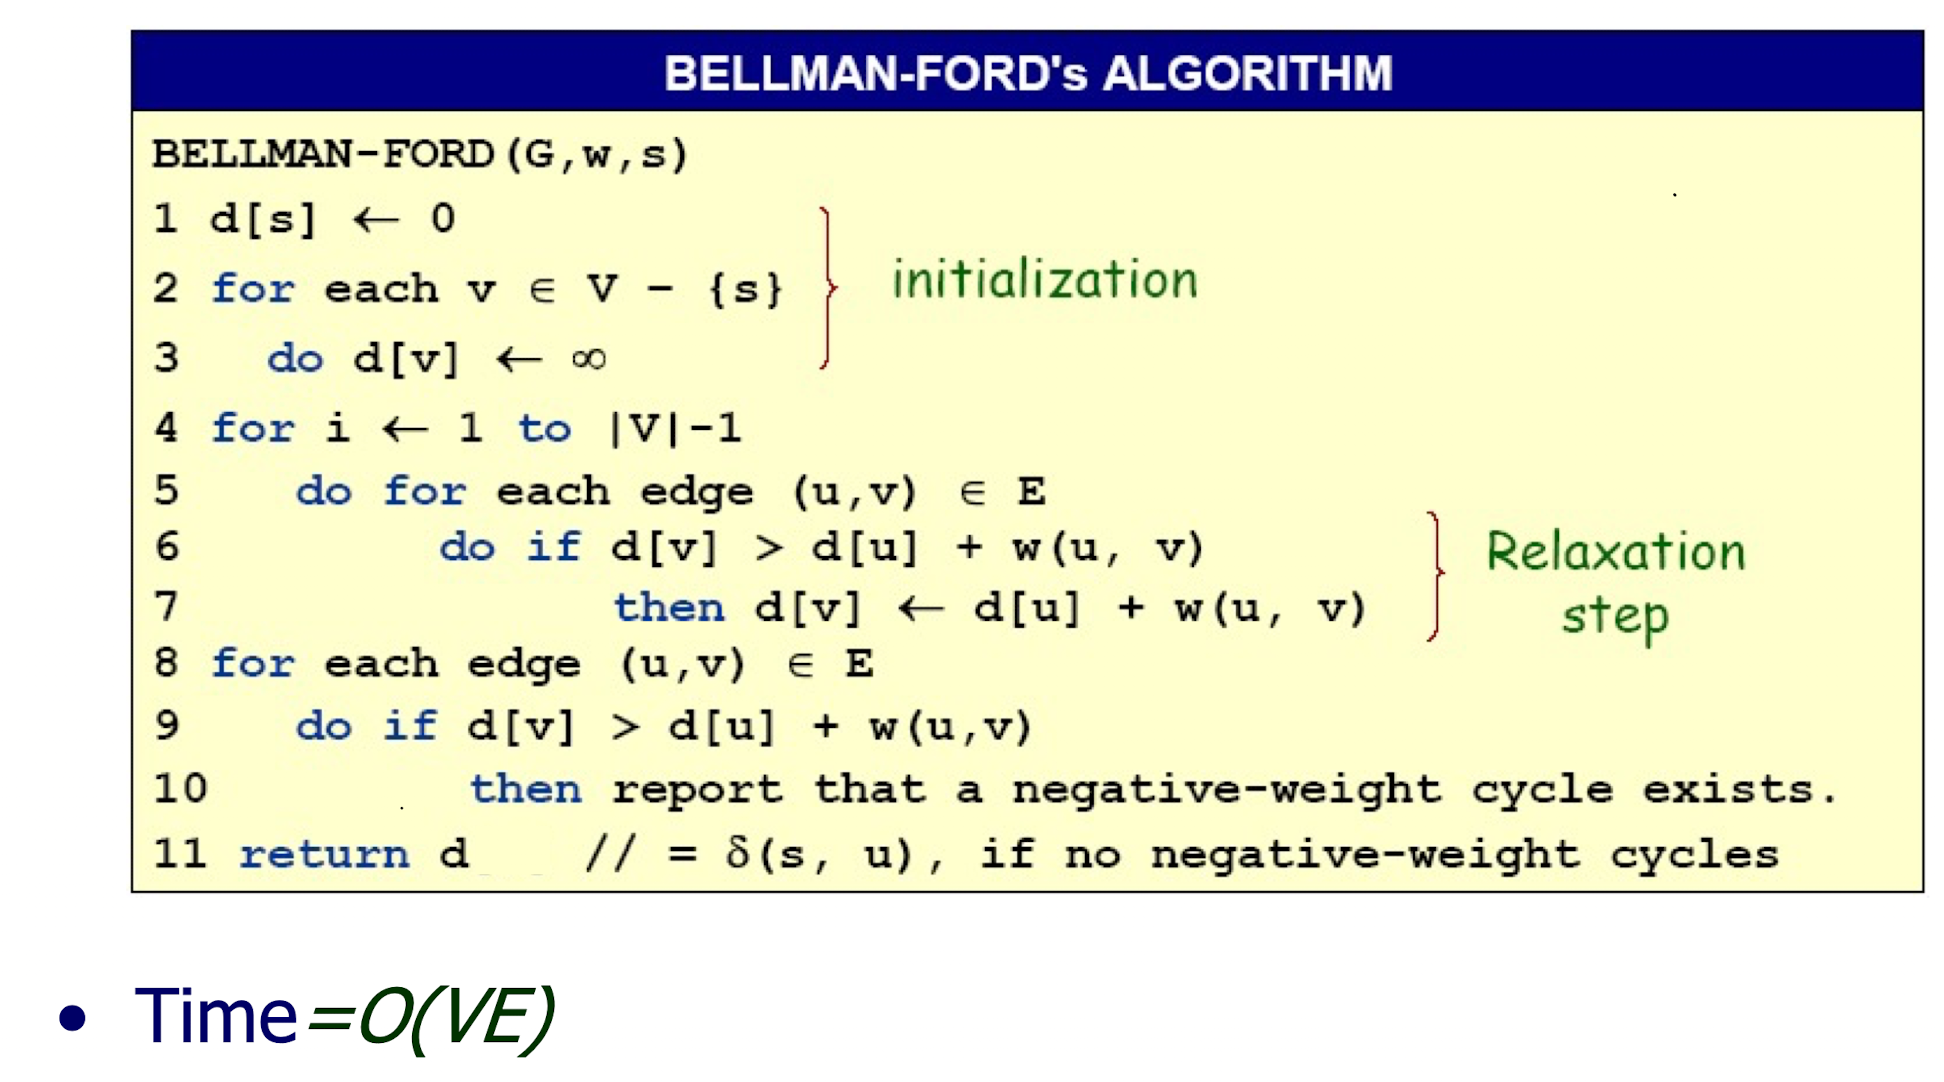 BELLMAN-FORD's ALGORITHM
BELLMAN-FORD(G,w,s)
1 d[s] ← 0
2 for each v ∈ V - {s}
initialization
3 do d[v] ← ∞
4 for i ← 1 to |V|-1
5 do for each edge (u,v) ∈ E
6 do if d[v] > d[u] + w(u, v)
7 then d[v] ← d[u] + w(u, v)
Relaxation
step
8 for each edge (u,v) ∈ E
9 do if d[v] > d[u] + w(u,v)
10 then report that a negative-weight cycle exists.
11 return d // = δ(s, u), if no negative-weight cycles
• Time=O(VE)